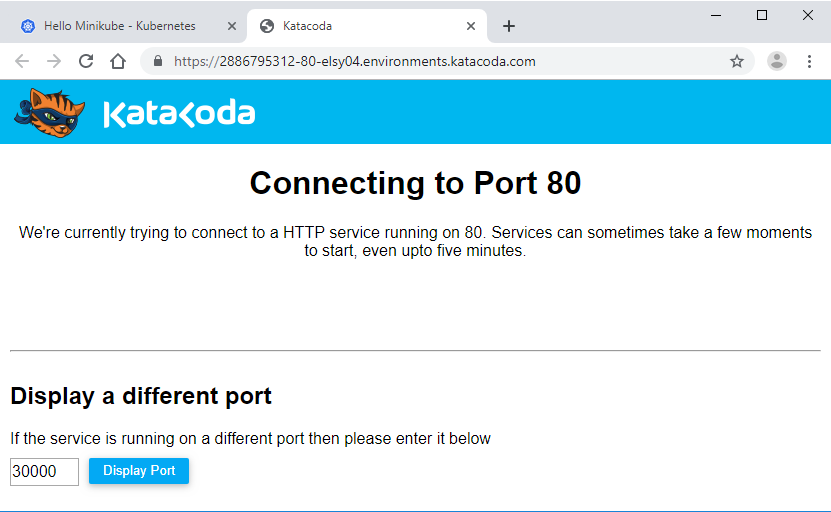 Hello Minikube - Kubernetes
Katacoda
https://2886795312-80-elsy04.environments.katacoda.com
KataKoda
Connecting to Port 80
We're currently trying to connect to a HTTP service running on 80. Services can sometimes take a few moments
to start, even upto five minutes.
Display a different port
If the service is running on a different port then please enter it below
30000 Display Port